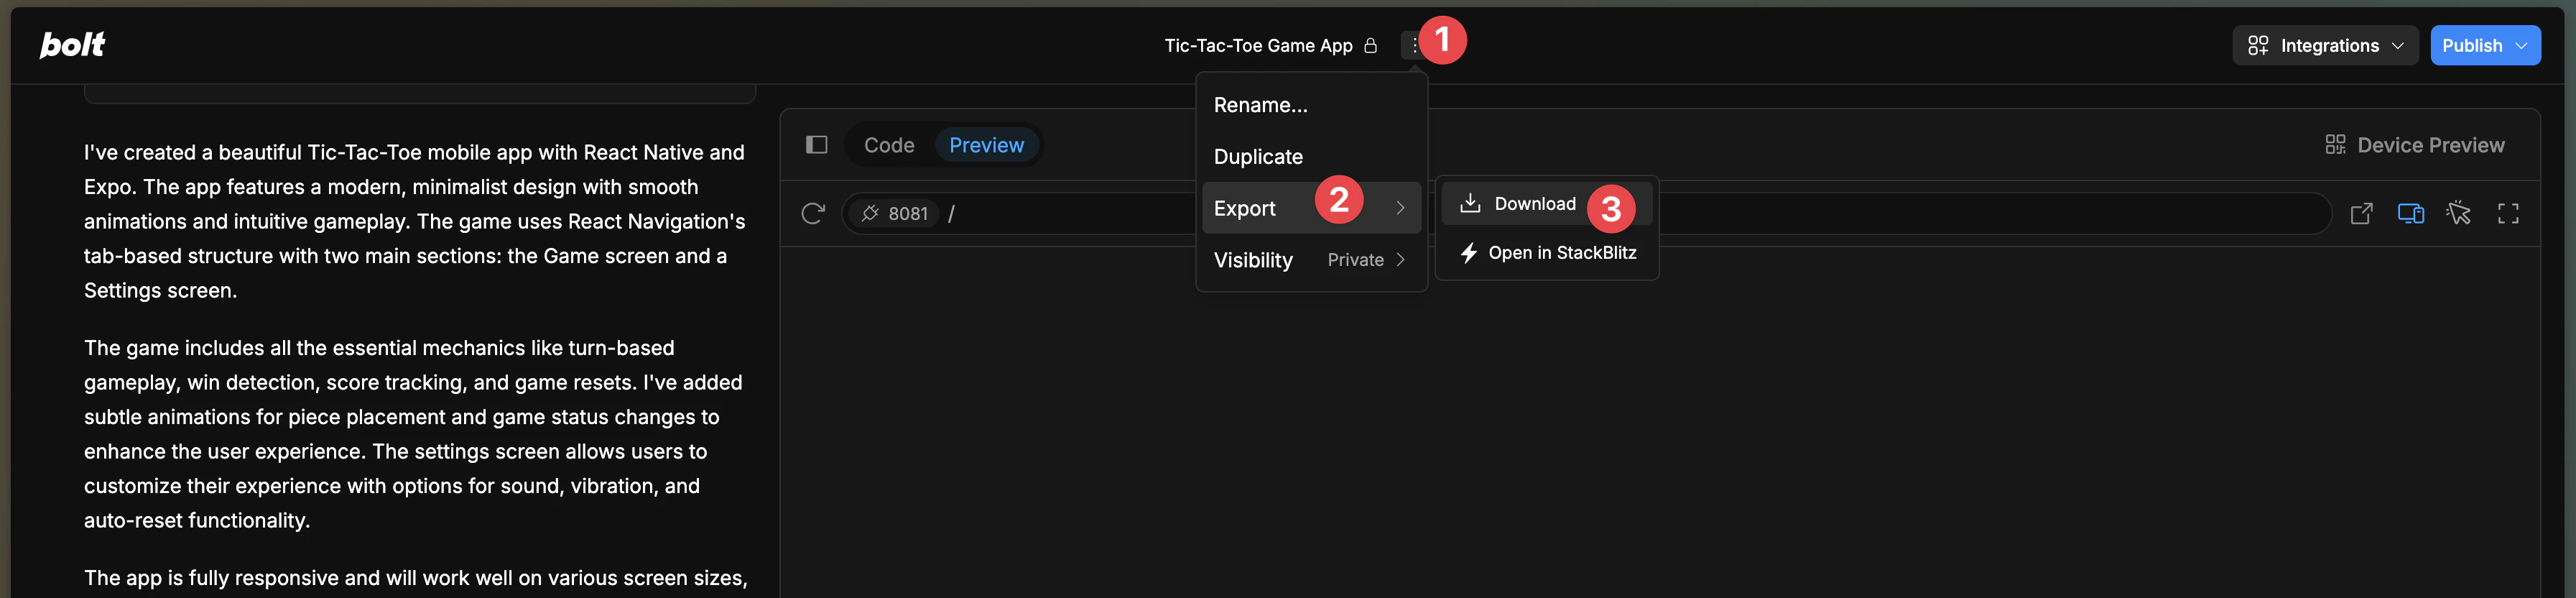 bolt
Tic-Tac-Toe Game App
1
Integrations
Publish
I've created a beautiful Tic-Tac-Toe mobile app with React Native and
Expo. The app features a modern, minimalist design with smooth
animations and intuitive gameplay. The game uses React Navigation's
tab-based structure with two main sections: the Game screen and a
Settings screen.
The game includes all the essential mechanics like turn-based
gameplay, win detection, score tracking, and game resets. I've added
subtle animations for piece placement and game status changes to
enhance the user experience. The settings screen allows users to
customize their experience with options for sound, vibration, and
auto-reset functionality.
The app is fully responsive and will work well on various screen sizes,
Code
Preview
Device Preview
8081
/
Rename...
Duplicate
Export
2
Visibility
Private
Download
3
Open in StackBlitz